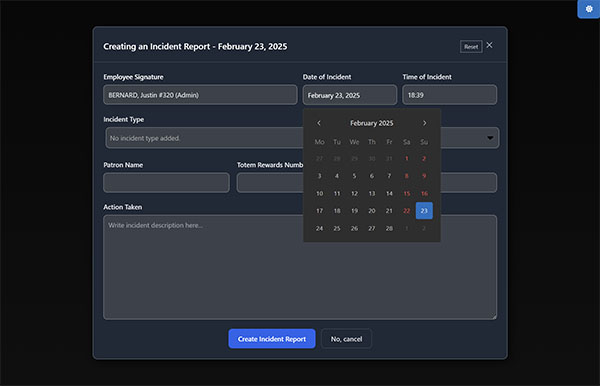 Creating an Incident Report - February 23, 2025
Reset
Employee Signature
Date of Incident
Time of Incident
BERNARD, Justin #320 (Admin)
February 23, 2025
18:39
Incident Type
No incident type added.
February 2025
Mo Tu We Th Fr Sa Su
27 28 29 30 31 1 2
3 4 5 6 7 8 9
10 11 12 13 14 15 16
17 18 19 20 21 22 23
24 25 26 27 28 1 2
Patron Name
Totem Rewards Numb
Action Taken
Write incident description here...
Create Incident Report
No, cancel